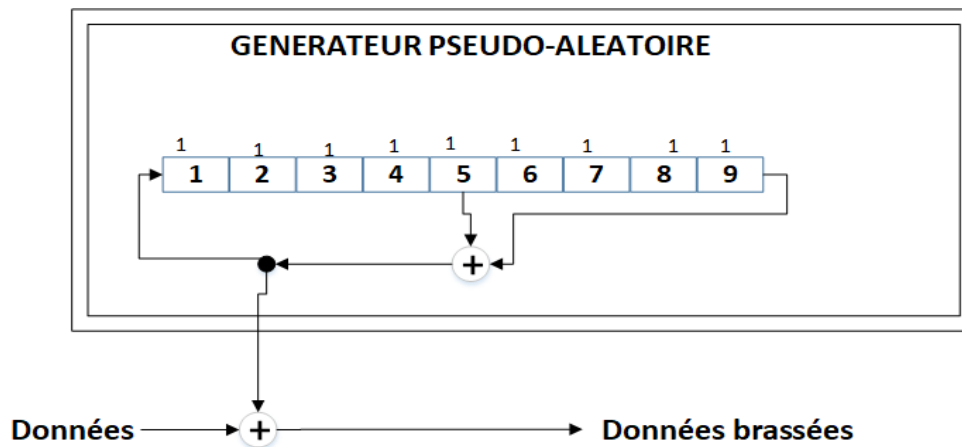 GENERATEUR PSEUDO-ALEATOIRE
1 1 1 1 1 1 1 1 1
1 2 3 4 5 6 7 8 9
+
Données + Données brassées